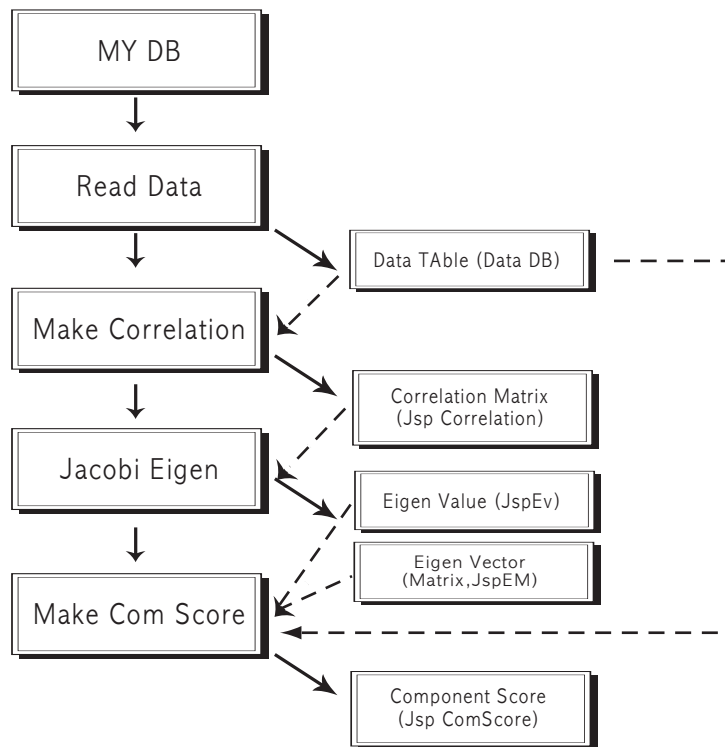 MY DB
Read Data
Data TAble (Data DB)
Make Correlation
Correlation Matrix
(Jsp Correlation)
Jacobi Eigen
Eigen Value (JspEv)
Eigen Vector
(Matrix,JspEM)
Make Com Score
Component Score
(Jsp ComScore)